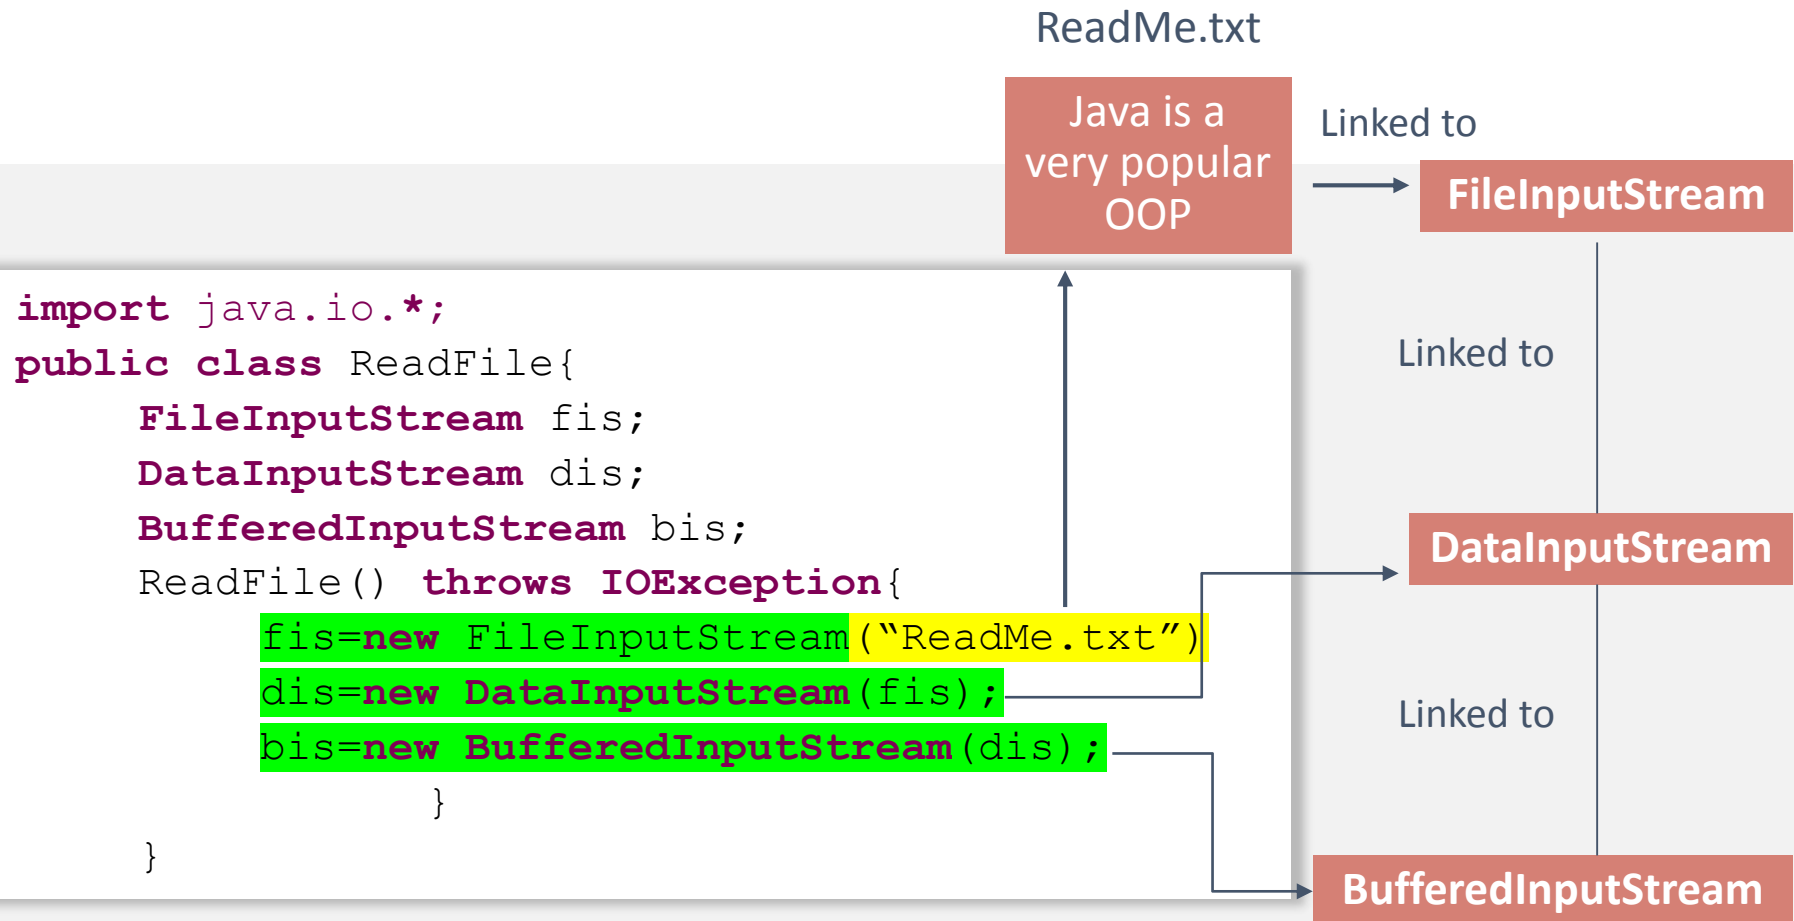 ReadMe.txt
Java is a
very popular
OOP
Linked to
FileInputStream
Linked to
DataInputStream
Linked to
BufferedInputStream
import java.io.*;
public class ReadFile{
FileInputStream fis;
DataInputStream dis;
BufferedInputStream bis;
ReadFile() throws IOException{
fis=new FileInputStream(“ReadMe.txt”)
dis=new DataInputStream(fis);
bis=new BufferedInputStream(dis);
}
}